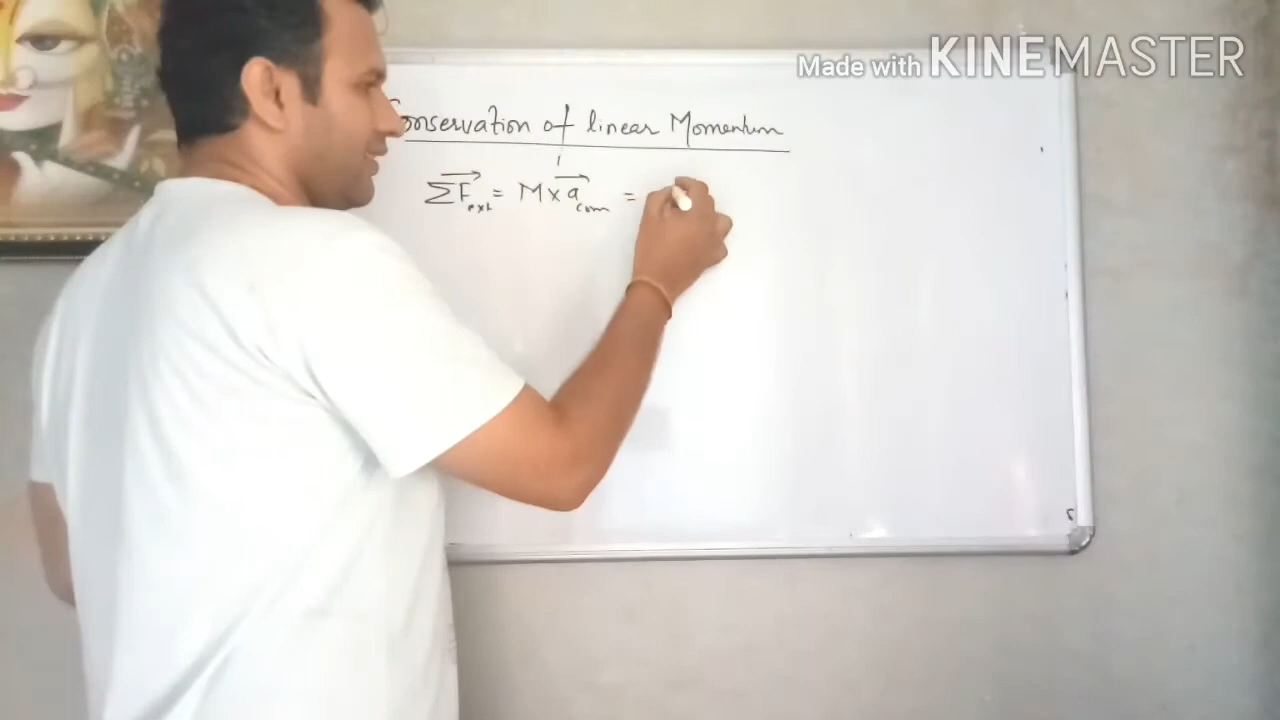 Made with KINEMASTER
Conservation of linear Momentum
ΣF⃗ext = M × a⃗com =